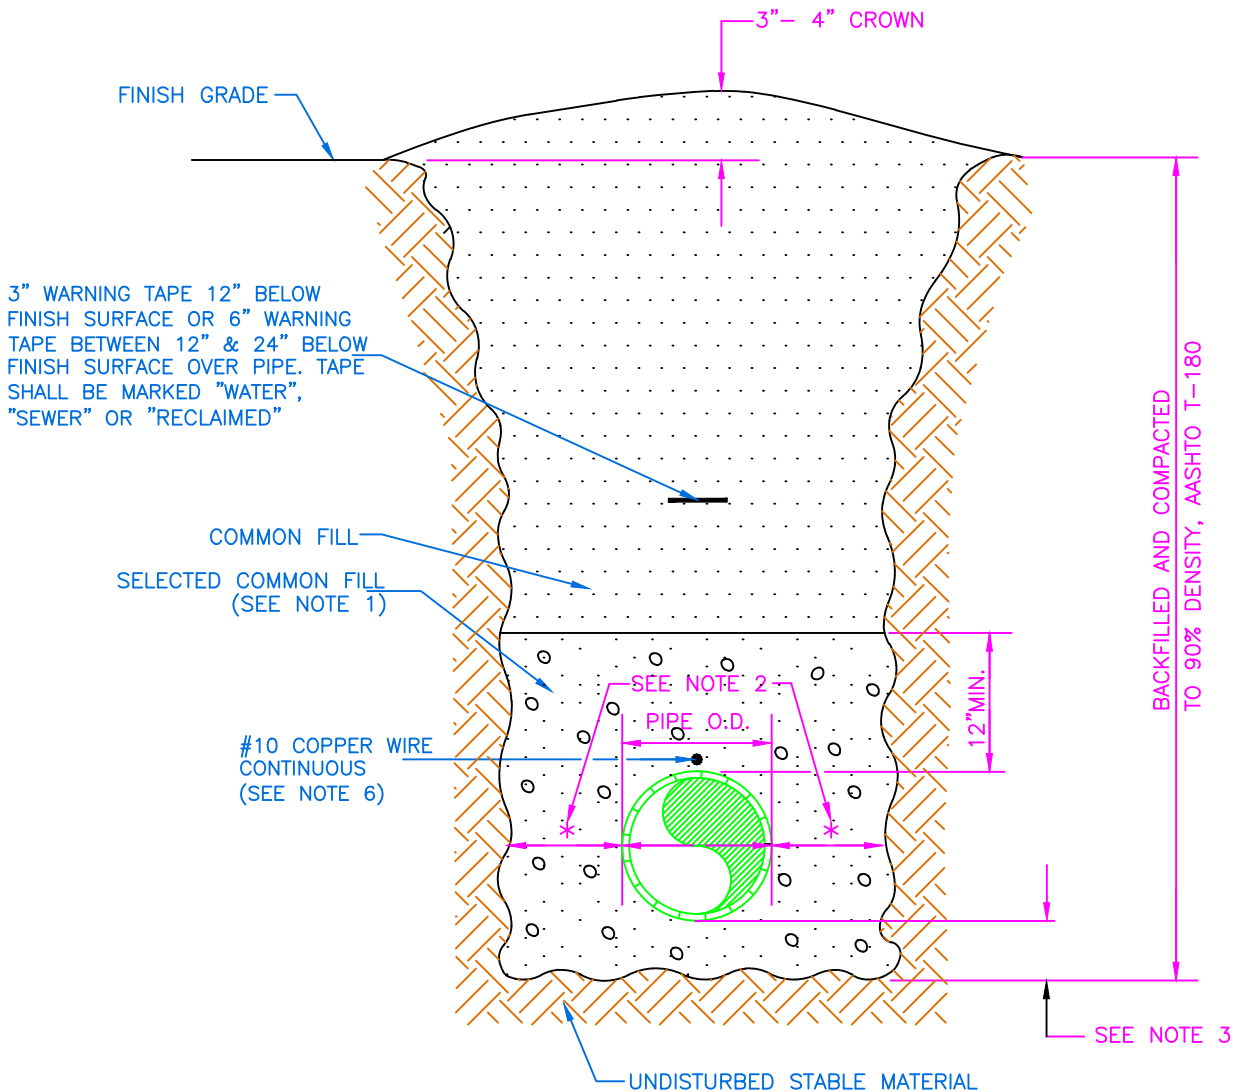 3"- 4" CROWN
FINISH GRADE
3" WARNING TAPE 12" BELOW
FINISH SURFACE OR 6" WARNING
TAPE BETWEEN 12" & 24" BELOW
FINISH SURFACE OVER PIPE. TAPE
SHALL BE MARKED "WATER",
"SEWER" OR "RECLAIMED"
COMMON FILL
SELECTED COMMON FILL
(SEE NOTE 1)
SEE NOTE 2
PIPE O.D.
#10 COPPER WIRE
CONTINUOUS
(SEE NOTE 6)
*
*
12"MIN.
BACKFILLED AND COMPACTED
TO 90% DENSITY, AASHTO T-180
SEE NOTE 3
UNDISTURBED STABLE MATERIAL